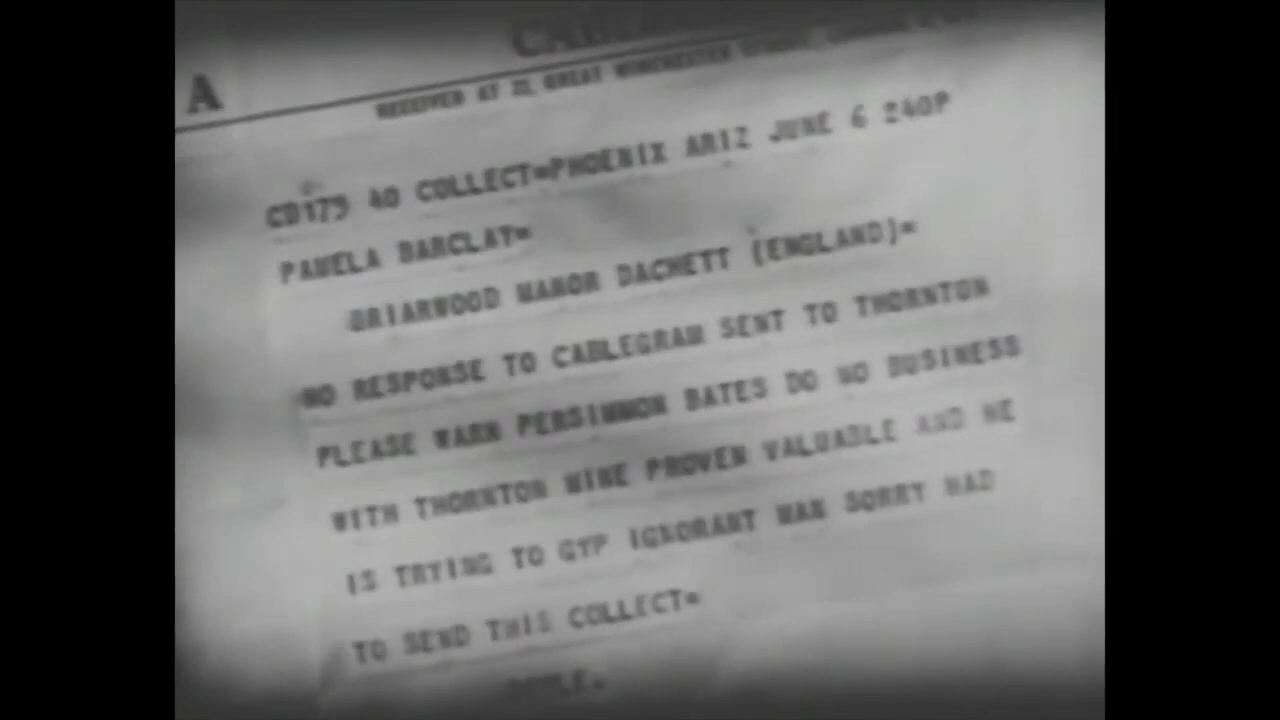 A
RECEIVED AT 22, GREAT WINCHESTER STREET,
CD175 40 COLLECT=PHOENIX ARIZ JUNE 6 240P
PAMELA BARCLAY=
BRIARWOOD MANOR DACHETT (ENGLAND)=
NO RESPONSE TO CABLEGRAM SENT TO THORNTON
PLEASE WARN PERSIMMON BATES DO NO BUSINESS
WITH THORNTON MINE PROVEN VALUABLE AND HE
IS TRYING TO GYP IGNORANT MAN SORRY HAD
TO SEND THIS COLLECT=